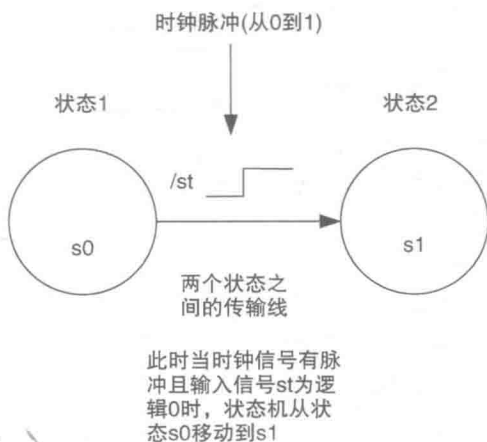 时钟脉冲(从0到1)
状态1
状态2
/st
s0
s1
两个状态之
间的传输线
此时当时钟信号有脉
冲且输入信号st为逻
辑0时，状态机从状
态s0移动到s1